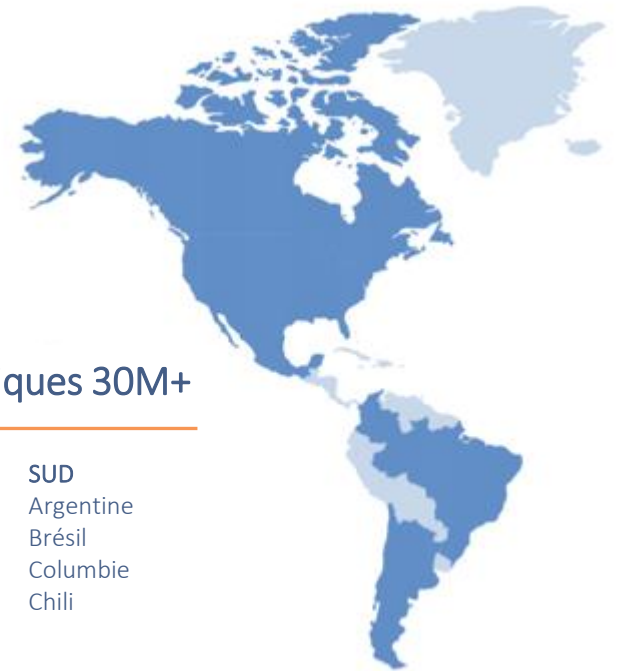 ques 30M+
SUD
Argentine
Brésil
Columbie
Chili